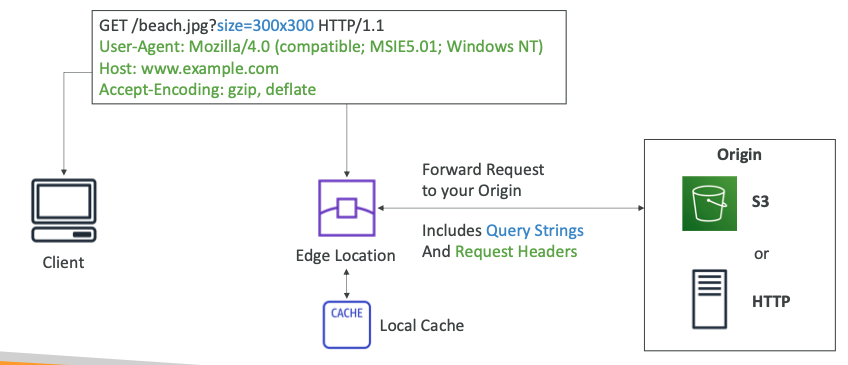 GET /beach.jpg?size=300x300 HTTP/1.1
User-Agent: Mozilla/4.0 (compatible; MSIE5.01; Windows NT)
Host: www.example.com
Accept-Encoding: gzip, deflate
Client
Edge Location
CACHE
Local Cache
Forward Request
to your Origin
Includes Query Strings
And Request Headers
Origin
S3
or
HTTP